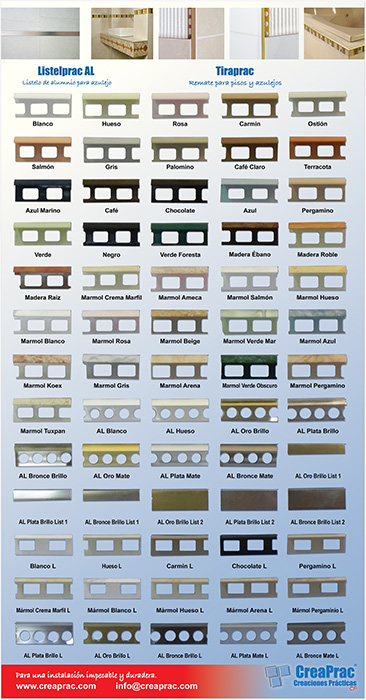 Listelprac AL Tiraprac
Listelo de alumnio para azulejo Remate para pisos y azulejos
Blanco Hueso Rosa Carmín Ostión
Salmón Gris Palomino Café Claro Terracota
Azul Marino Café Chocolate Azul Pergamino
Verde Negro Verde Foresta Madera Ébano Madera Roble
Madera Raíz Marmol Crema Marfil Marmol Ameca Marmol Salmón Marmol Hueso
Marmol Blanco Marmol Rosa Marmol Beige Marmol Verde Mar Marmol Azul
Marmol Koex Marmol Gris Marmol Arena Marmol Verde Obscuro Marmol Pergamino
Marmol Tuxpan AL Blanco AL Hueso AL Oro Brillo AL Plata Brillo
AL Bronce Brillo AL Oro Mate AL Plata Mate AL Bronce Mate AL Oro Brillo List 1
AL Plata Brillo List 1 AL Bronce Brillo List 1 AL Oro Brillo List 2 AL Plata Brillo List 2 AL Bronce Brillo List 2
Blanco L Hueso L Carmín L Chocolate L Pergamino L
Mármol Crema Marfil L Mármol Blanco L Mármol Hueso L Mármol Arena L Mármol Pergaminio L
AL Plata Brillo L AL Oro Brillo L AL Bronce Brillo L AL Plata Mate L AL Bronce Mate L
Para una instalación impecable y duradera.
www.creaprac.com info@creaprac.com
CreaPrac
Creaciones Prácticas